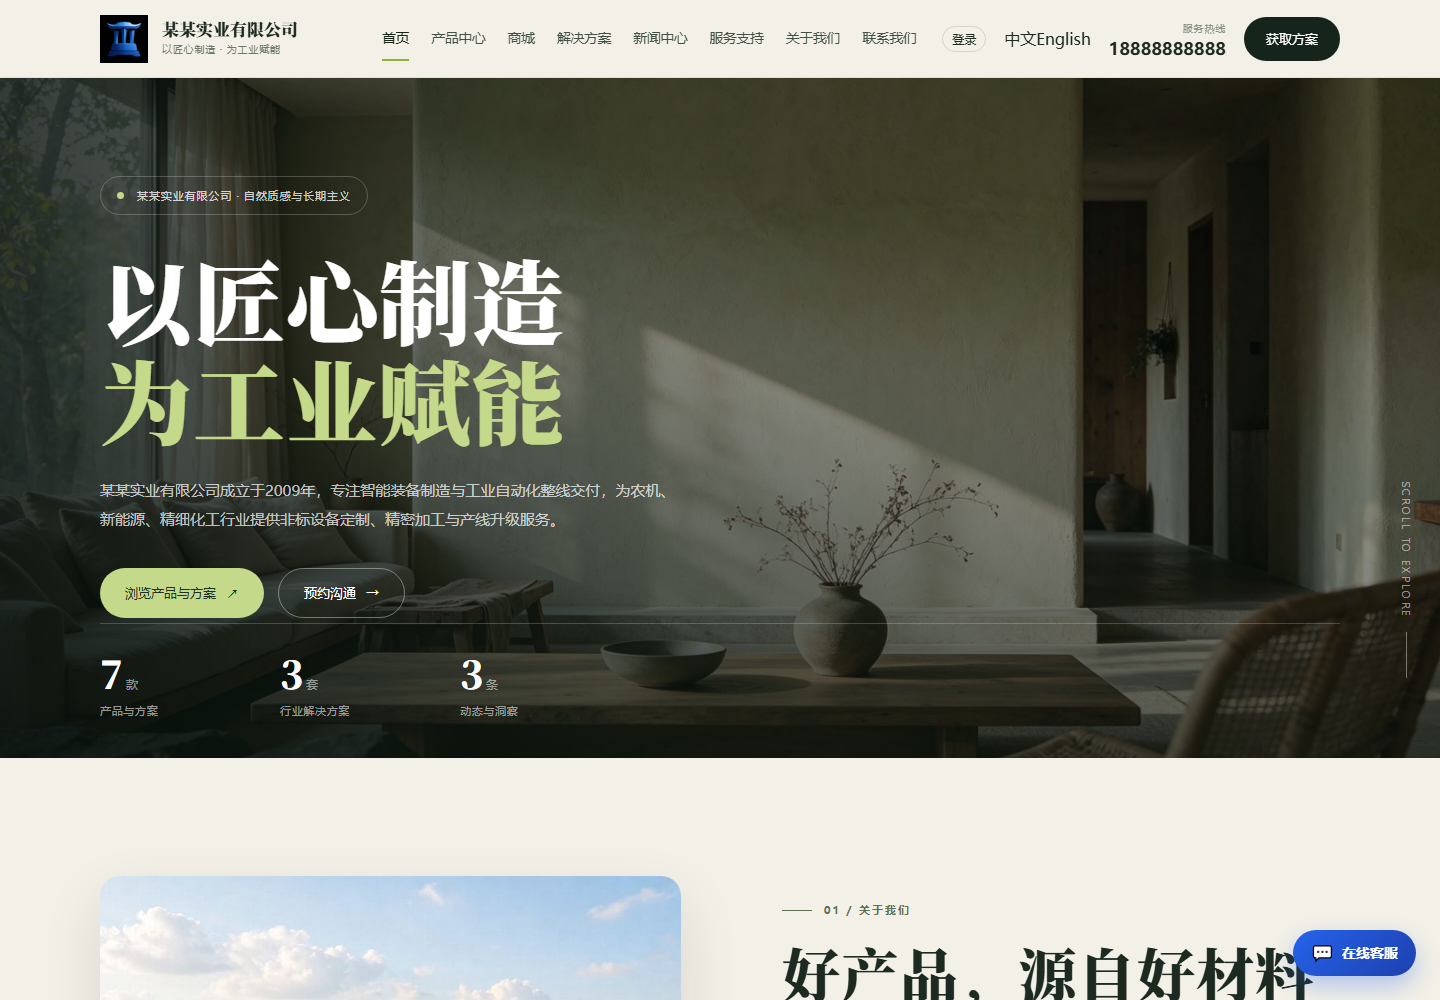 某某实业有限公司
以匠心制造 · 为工业赋能
首页
产品中心
商城
解决方案
新闻中心
服务支持
关于我们
联系我们
登录
中文English
服务热线
18888888888
获取方案
某某实业有限公司 · 自然质感与长期主义
以匠心制造
为工业赋能
某某实业有限公司成立于2009年，专注智能装备制造与工业自动化整线交付，为农机、
新能源、精细化工行业提供非标设备定制、精密加工与产线升级服务。
浏览产品与方案 ↗
预约沟通 →
7 款
产品与方案
3 套
行业解决方案
3 条
动态与洞察
SCROLL TO EXPLORE
01 / 关于我们
好产品，源自好材料
在线客服